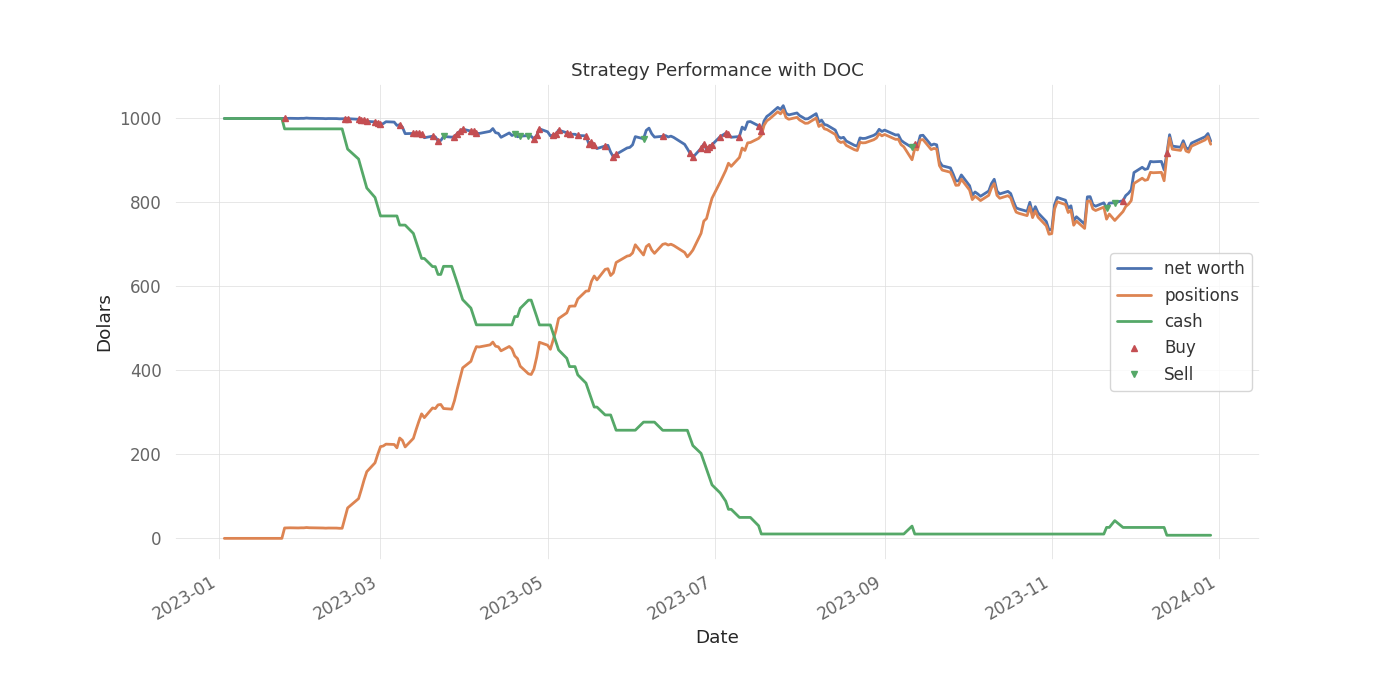 Strategy Performance with DOC
Dolars
1000
800
600
400
200
0
net worth
positions
cash
Buy
Sell
2023-01
2023-03
2023-05
2023-07
2023-09
2023-11
2024-01
Date